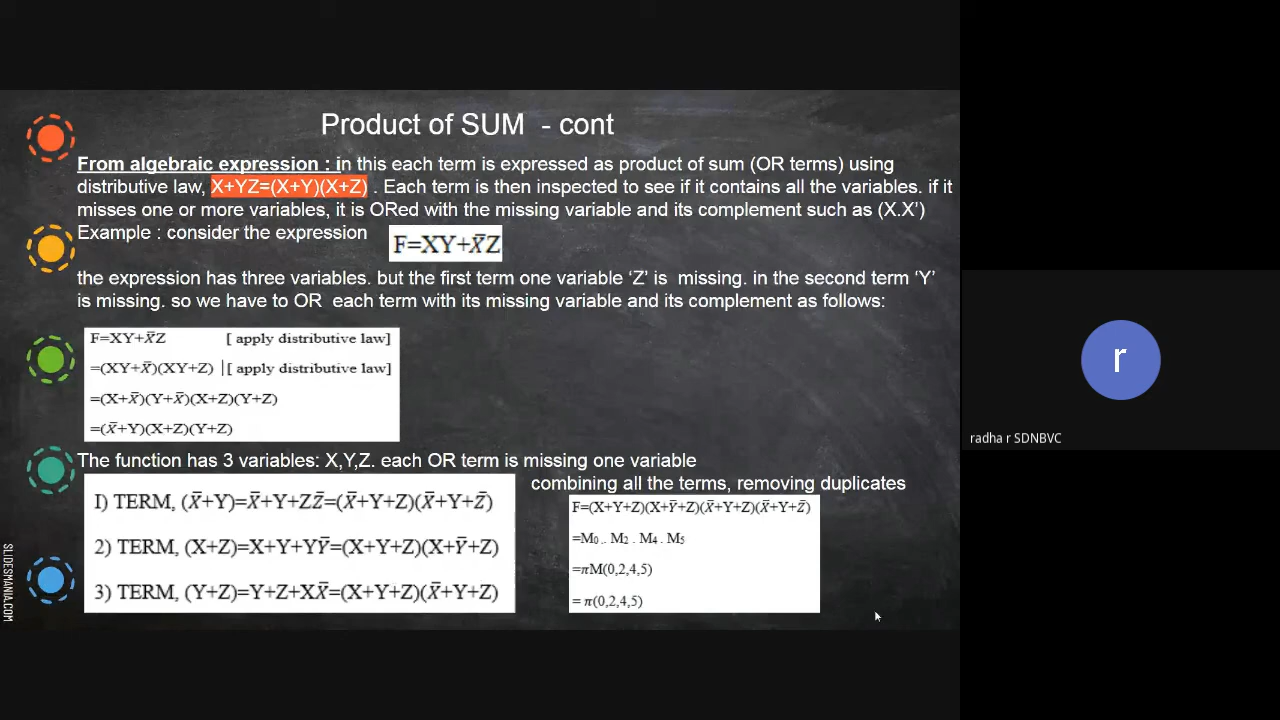 Product of SUM - cont
From algebraic expression : in this each term is expressed as product of sum (OR terms) using
distributive law, X+YZ=(X+Y)(X+Z) . Each term is then inspected to see if it contains all the variables. if it
misses one or more variables, it is ORed with the missing variable and its complement such as (X.X')
Example : consider the expression
F=XY+X̅Z
the expression has three variables. but the first term one variable 'Z' is missing. in the second term 'Y'
is missing. so we have to OR each term with its missing variable and its complement as follows:
F=XY+X̅Z [ apply distributive law]
=(XY+X̅)(XY+Z) |[ apply distributive law]
=(X+X̅)(Y+X̅)(X+Z)(Y+Z)
=(X̅+Y)(X+Z)(Y+Z)
The function has 3 variables: X,Y,Z. each OR term is missing one variable
1) TERM, (X̅+Y)=X̅+Y+ZZ̅=(X̅+Y+Z)(X̅+Y+Z̅)
2) TERM, (X+Z)=X+Y+YY̅=(X+Y+Z)(X+Y̅+Z)
3) TERM, (Y+Z)=Y+Z+XX̅=(X+Y+Z)(X̅+Y+Z)
combining all the terms, removing duplicates
F=(X+Y+Z)(X+Y̅+Z)(X̅+Y+Z)(X̅+Y+Z̅)
=M₀ . M₂ . M₄ . M₅
=πM(0,2,4,5)
= π(0,2,4,5)
SLIDESMANIA.COM
r
radha r SDNBVC